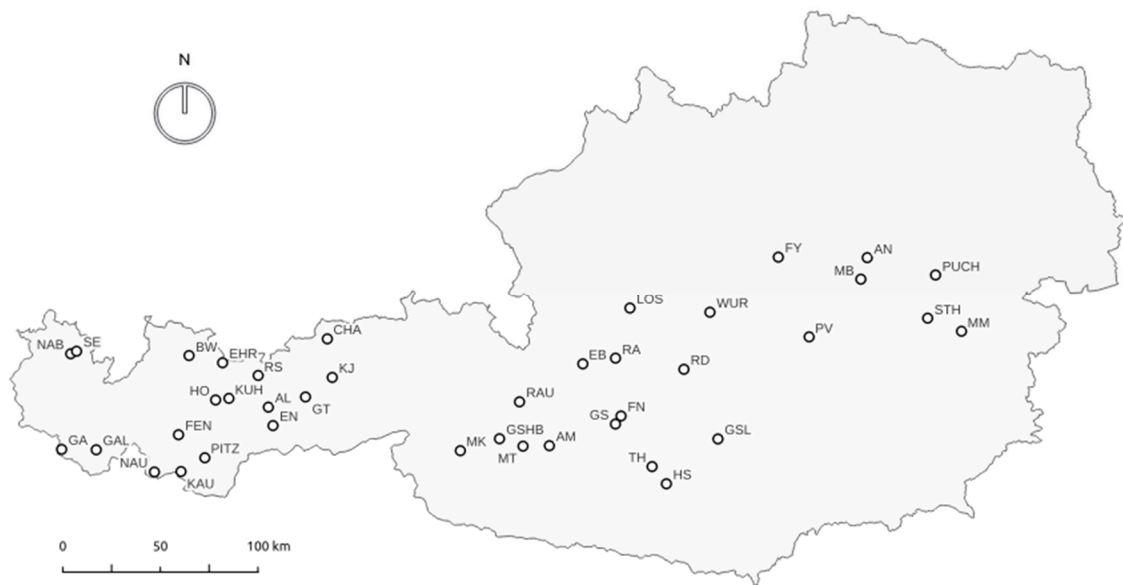 N
FY
AN
MB
PUCH
LOS
WUR
STH
MM
PV
CHA
NAB
SE
BW
EHR
RS
KJ
EB
RA
RD
HO
KUH
AL
GT
RAU
EN
FN
GS
FEN
GA
GAL
PITZ
NAU
KAU
MK
GSHB
MT
AM
GSL
TH
HS
0 50 100 km